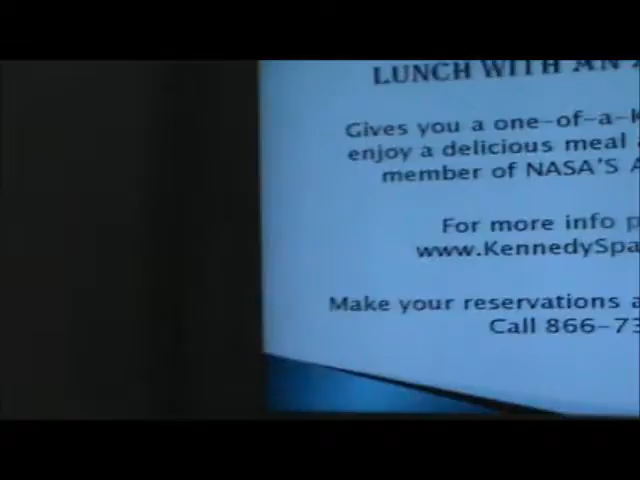 LUNCH WITH AN
Gives you a one-of-a-K
enjoy a delicious meal
member of NASA'S A
For more info p
www.KennedySpa
Make your reservations a
Call 866-73